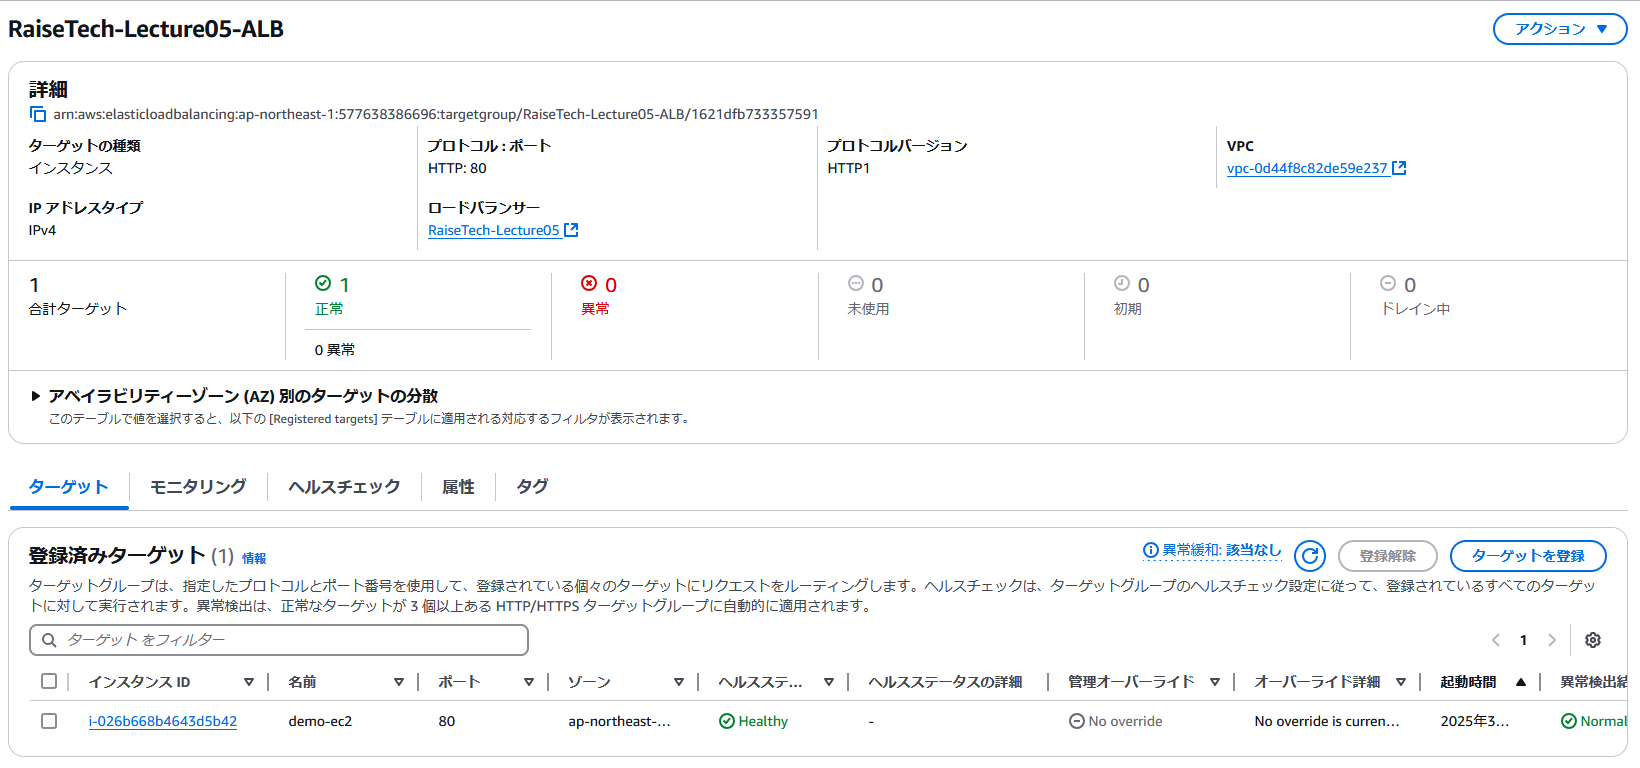 RaiseTech-Lecture05-ALB
アクション
詳細
arn:aws:elasticloadbalancing:ap-northeast-1:577638386696:targetgroup/RaiseTech-Lecture05-ALB/1621dfb733357591
ターゲットの種類
インスタンス
プロトコル : ポート
HTTP: 80
プロトコルバージョン
HTTP1
VPC
vpc-0d44f8c82de59e237
IP アドレスタイプ
IPv4
ロードバランサー
RaiseTech-Lecture05
1
合計ターゲット
1
正常
0 異常
0
異常
0
未使用
0
初期
0
ドレイン中
アベイラビリティーゾーン (AZ) 別のターゲットの分散
このテーブルで値を選択すると、以下の [Registered targets] テーブルに適用される対応するフィルタが表示されます。
ターゲット
モニタリング
ヘルスチェック
属性
タグ
登録済みターゲット (1) 情報
異常緩和: 該当なし
登録解除
ターゲットを登録
ターゲットグループは、指定したプロトコルとポート番号を使用して、登録されている個々のターゲットにリクエストをルーティングします。ヘルスチェックは、ターゲットグループのヘルスチェック設定に従って、登録されているすべてのターゲッ
トに対して実行されます。異常検出は、正常なターゲットが 3 個以上ある HTTP/HTTPS ターゲットグループに自動的に適用されます。
ターゲット をフィルター
1
インスタンス ID 名前 ポート ゾーン ヘルスステ... ヘルスステータスの詳細 管理オーバーライド オーバーライド詳細 起動時間 異常検出結
i-026b668b4643d5b42 demo-ec2 80 ap-northeast-... Healthy - No override No override is curren... 2025年3... Normal